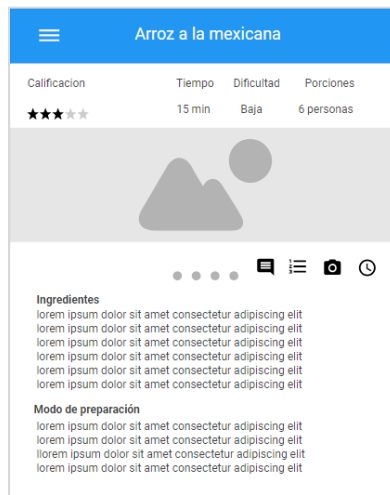 Arroz a la mexicana
Calificacion Tiempo Dificultad Porciones
15 min Baja 6 personas
Ingredientes
lorem ipsum dolor sit amet consectetur adipiscing elit
lorem ipsum dolor sit amet consectetur adipiscing elit
lorem ipsum dolor sit amet consectetur adipiscing elit
lorem ipsum dolor sit amet consectetur adipiscing elit
lorem ipsum dolor sit amet consectetur adipiscing elit
lorem ipsum dolor sit amet consectetur adipiscing elit
Modo de preparación
lorem ipsum dolor sit amet consectetur adipiscing elit
lorem ipsum dolor sit amet consectetur adipiscing elit
llorem ipsum dolor sit amet consectetur adipiscing elit
lorem ipsum dolor sit amet consectetur adipiscing elit